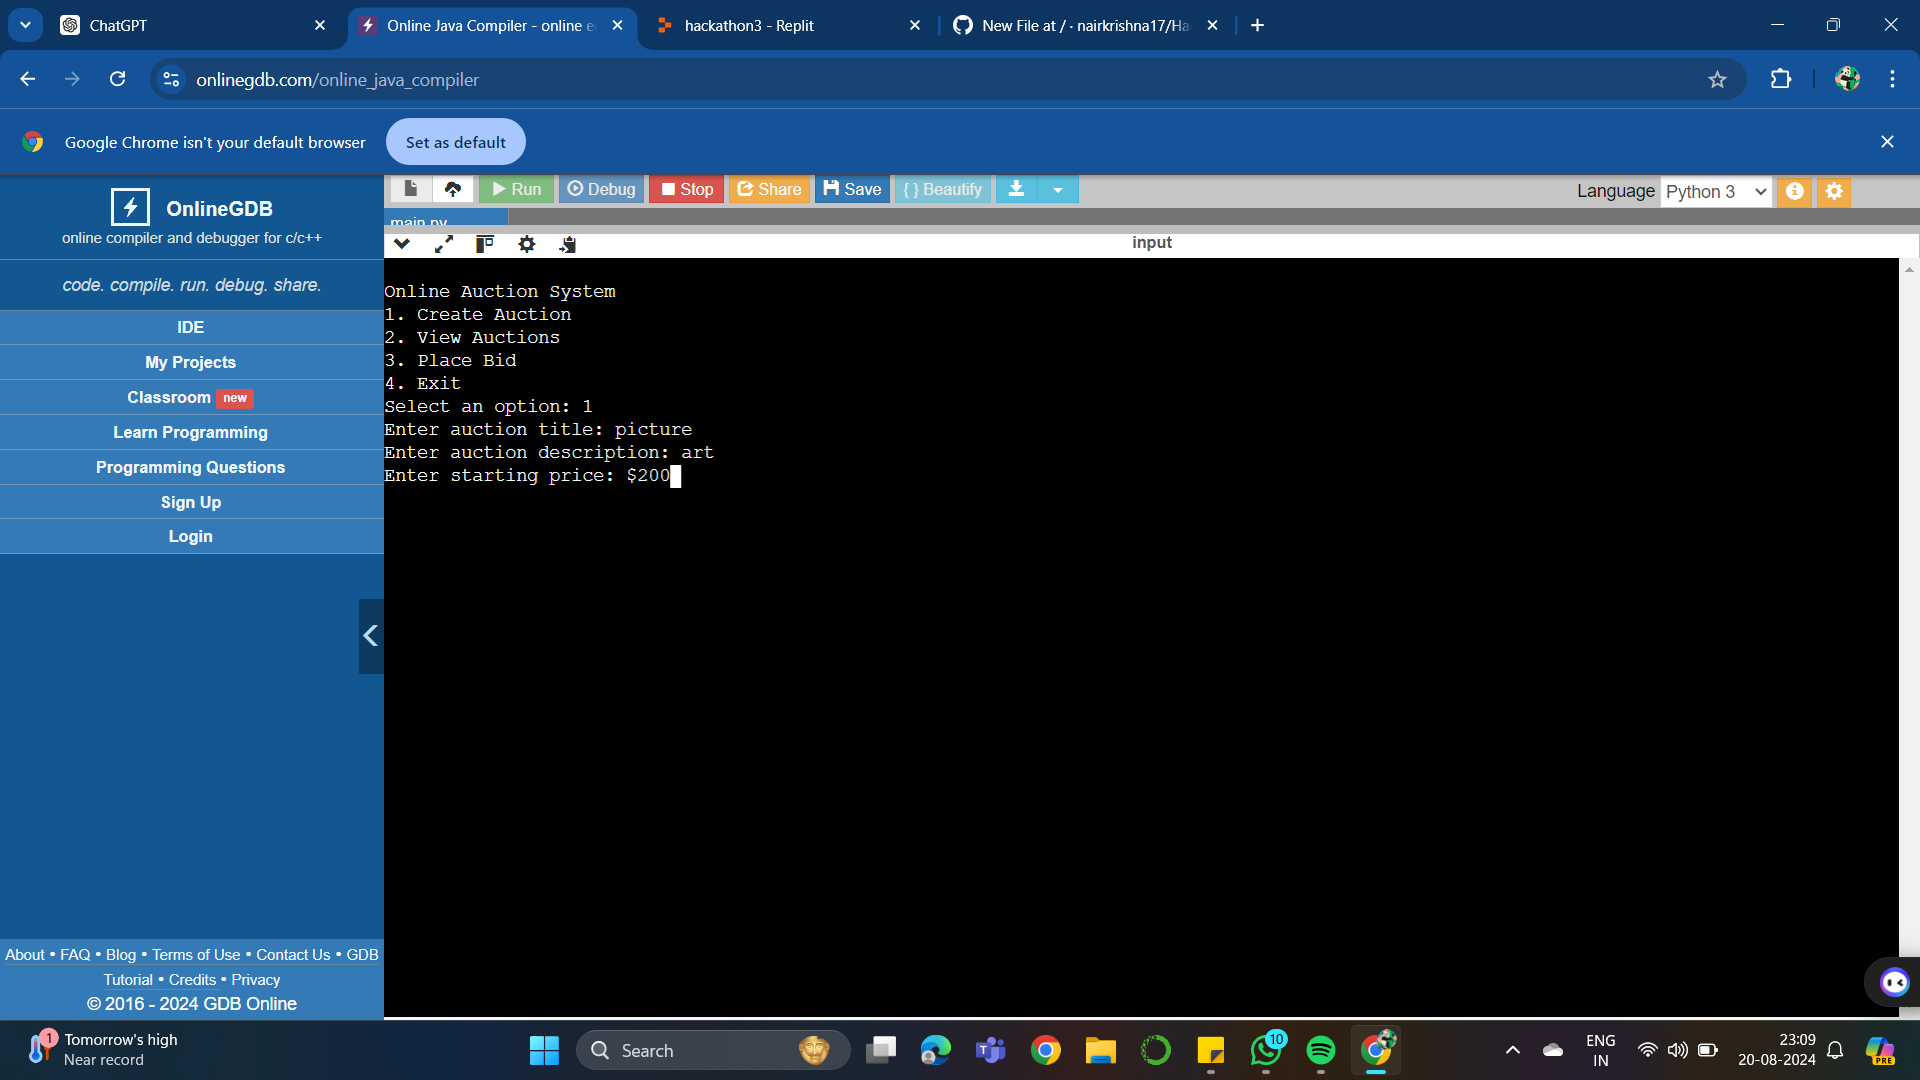 ChatGPT
Online Java Compiler - online e
hackathon3 - Replit
New File at / · nairkrishna17/Ha
onlinegdb.com/online_java_compiler
Google Chrome isn't your default browser
Set as default
OnlineGDB
online compiler and debugger for c/c++
code. compile. run. debug. share.
IDE
My Projects
Classroom new
Learn Programming
Programming Questions
Sign Up
Login
About • FAQ • Blog • Terms of Use • Contact Us • GDB
Tutorial • Credits • Privacy
© 2016 - 2024 GDB Online
Run Debug Stop Share Save { } Beautify
Language Python 3
main.py
input
Online Auction System
1. Create Auction
2. View Auctions
3. Place Bid
4. Exit
Select an option: 1
Enter auction title: picture
Enter auction description: art
Enter starting price: $200
1
Tomorrow's high
Near record
Search
10
ENG
IN
23:09
20-08-2024
PRE